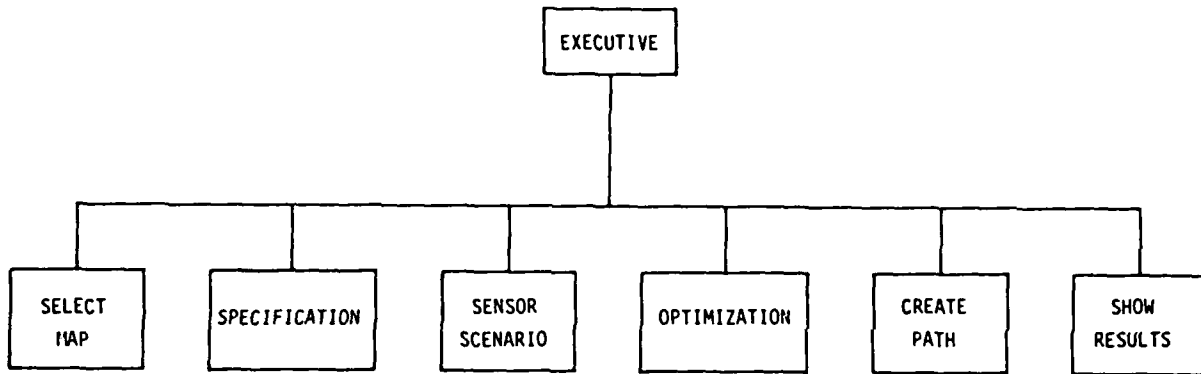 EXECUTIVE
SELECT
MAP
SPECIFICATION
SENSOR
SCENARIO
OPTIMIZATION
CREATE
PATH
SHOW
RESULTS